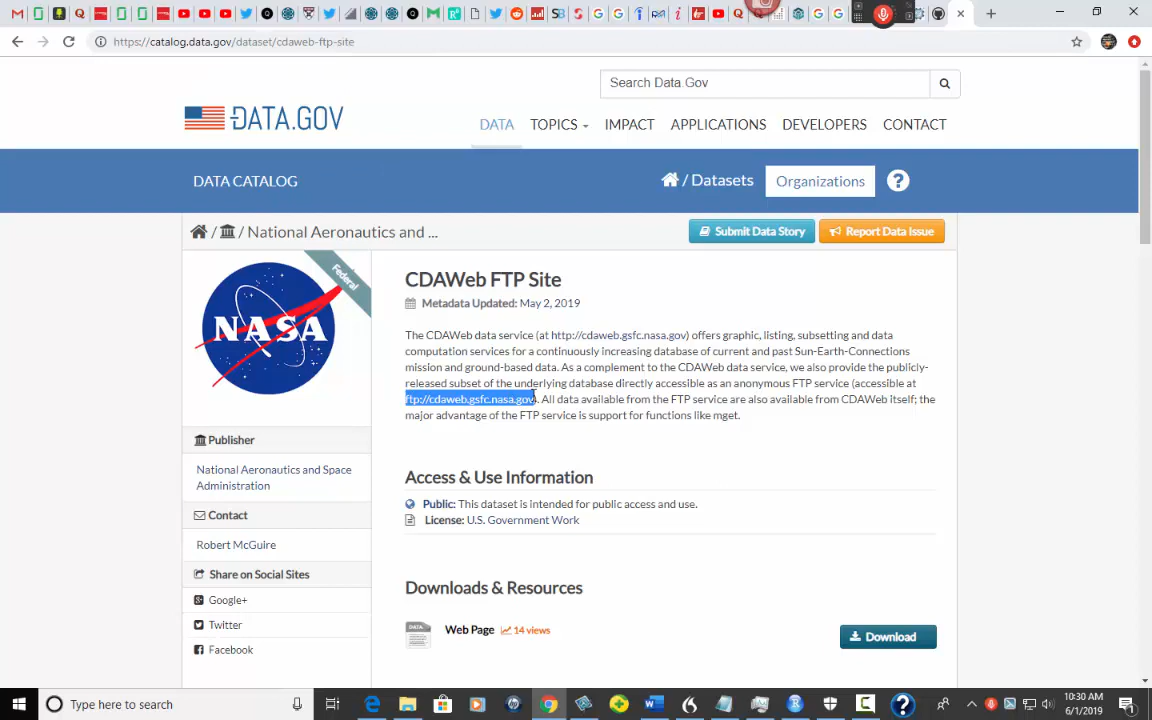 https://catalog.data.gov/dataset/cdaweb-ftp-site
Search Data.Gov
DATA.GOV
DATA TOPICS IMPACT APPLICATIONS DEVELOPERS CONTACT
DATA CATALOG
/ Datasets Organizations ?
/ / National Aeronautics and ...
Submit Data Story Report Data Issue
Federal
NASA
CDAWeb FTP Site
Metadata Updated: May 2, 2019
The CDAWeb data service (at http://cdaweb.gsfc.nasa.gov) offers graphic, listing, subsetting and data
computation services for a continuously increasing database of current and past Sun-Earth-Connections
mission and ground-based data. As a complement to the CDAWeb data service, we also provide the publicly-
released subset of the underlying database directly accessible as an anonymous FTP service (accessible at
ftp://cdaweb.gsfc.nasa.gov). All data available from the FTP service are also available from CDAWeb itself; the
major advantage of the FTP service is support for functions like mget.
Publisher
National Aeronautics and Space
Administration
Contact
Robert McGuire
Share on Social Sites
Google+
Twitter
Facebook
Access & Use Information
Public: This dataset is intended for public access and use.
License: U.S. Government Work
Downloads & Resources
DATA
Web Page 14 views
Download
Type here to search
10:30 AM
6/1/2019